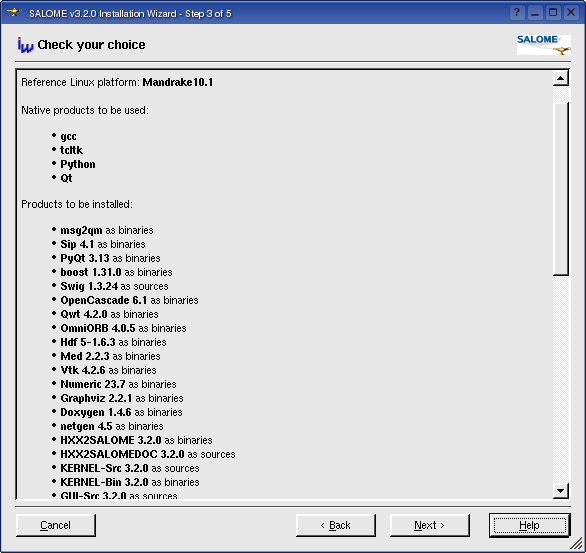 SALOME v3.2.0 Installation Wizard - Step 3 of 5
Check your choice
SALOME
Reference Linux platform: Mandrake10.1
Native products to be used:
• gcc
• tcltk
• Python
• Qt
Products to be installed:
• msg2qm as binaries
• Sip 4.1 as binaries
• PyQt 3.13 as binaries
• boost 1.31.0 as binaries
• Swig 1.3.24 as sources
• OpenCascade 6.1 as binaries
• Qwt 4.2.0 as binaries
• OmniORB 4.0.5 as binaries
• Hdf 5-1.6.3 as binaries
• Med 2.2.3 as binaries
• Vtk 4.2.6 as binaries
• Numeric 23.7 as binaries
• Graphviz 2.2.1 as binaries
• Doxygen 1.4.6 as binaries
• netgen 4.5 as binaries
• HXX2SALOME 3.2.0 as binaries
• HXX2SALOMEDOC 3.2.0 as sources
• KERNEL-Src 3.2.0 as sources
• KERNEL-Bin 3.2.0 as binaries
• GUI-Src 3.2.0 as sources
Cancel
< Back
Next >
Help